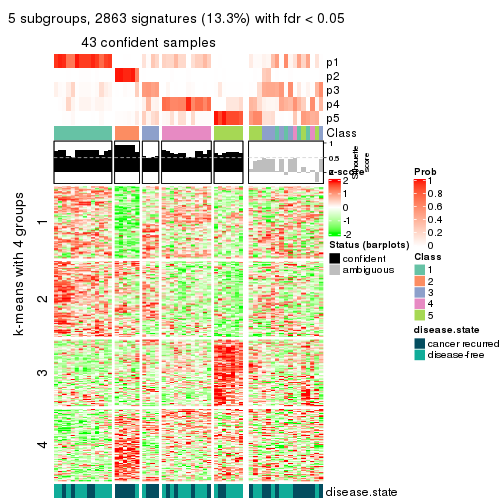 5 subgroups, 2863 signatures (13.3%) with fdr < 0.05
43 confident samples
p1
p2
p3
p4
p5
Class
1
0.5
0
Silhouette
score
k-means with 4 groups
1
2
3
4
disease.state
z-score
2
1
0
-1
-2
Status (barplots)
confident
ambiguous
Prob
1
0.8
0.6
0.4
0.2
0
Class
1
2
3
4
5
disease.state
cancer recurred
disease-free